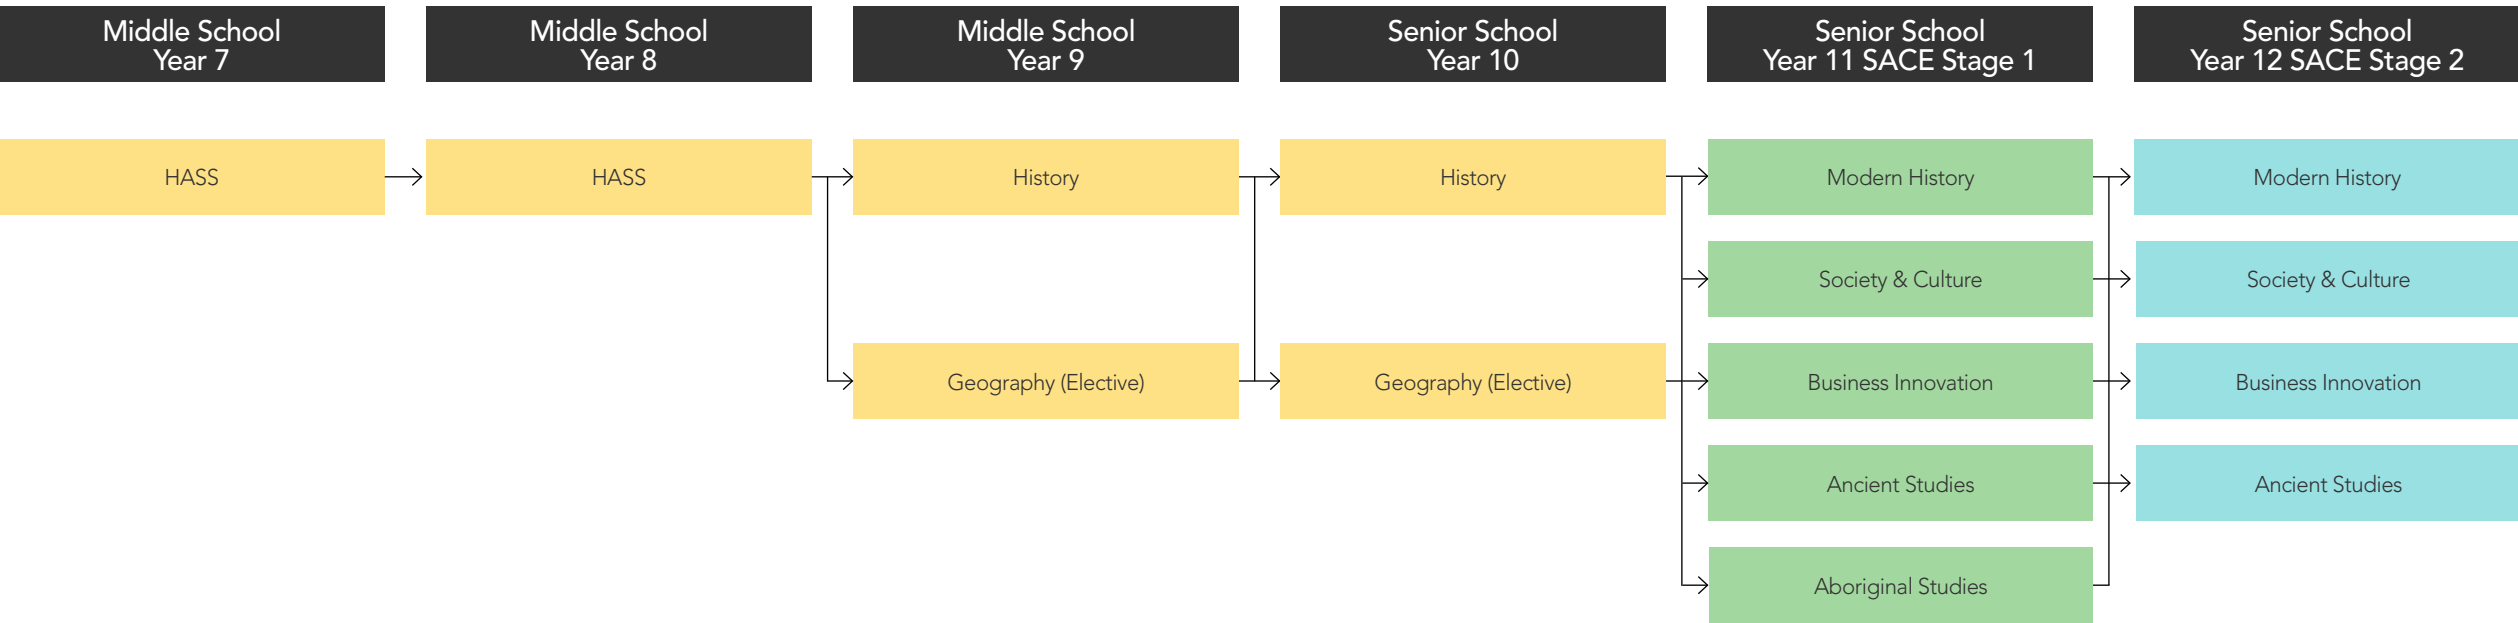 Middle School
Year 7
Middle School
Year 8
Middle School
Year 9
Senior School
Year 10
Senior School
Year 11 SACE Stage 1
Senior School
Year 12 SACE Stage 2
HASS
HASS
History
History
Modern History
Modern History
Society & Culture
Society & Culture
Geography (Elective)
Geography (Elective)
Business Innovation
Business Innovation
Ancient Studies
Ancient Studies
Aboriginal Studies